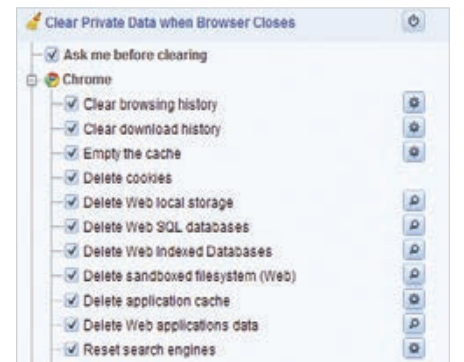 Clear Private Data when Browser Closes
Ask me before clearing
Chrome
Clear browsing history
Clear download history
Empty the cache
Delete cookies
Delete Web local storage
Delete Web SQL databases
Delete Web Indexed Databases
Delete sandboxed filesystem (Web)
Delete application cache
Delete Web applications data
Reset search engines